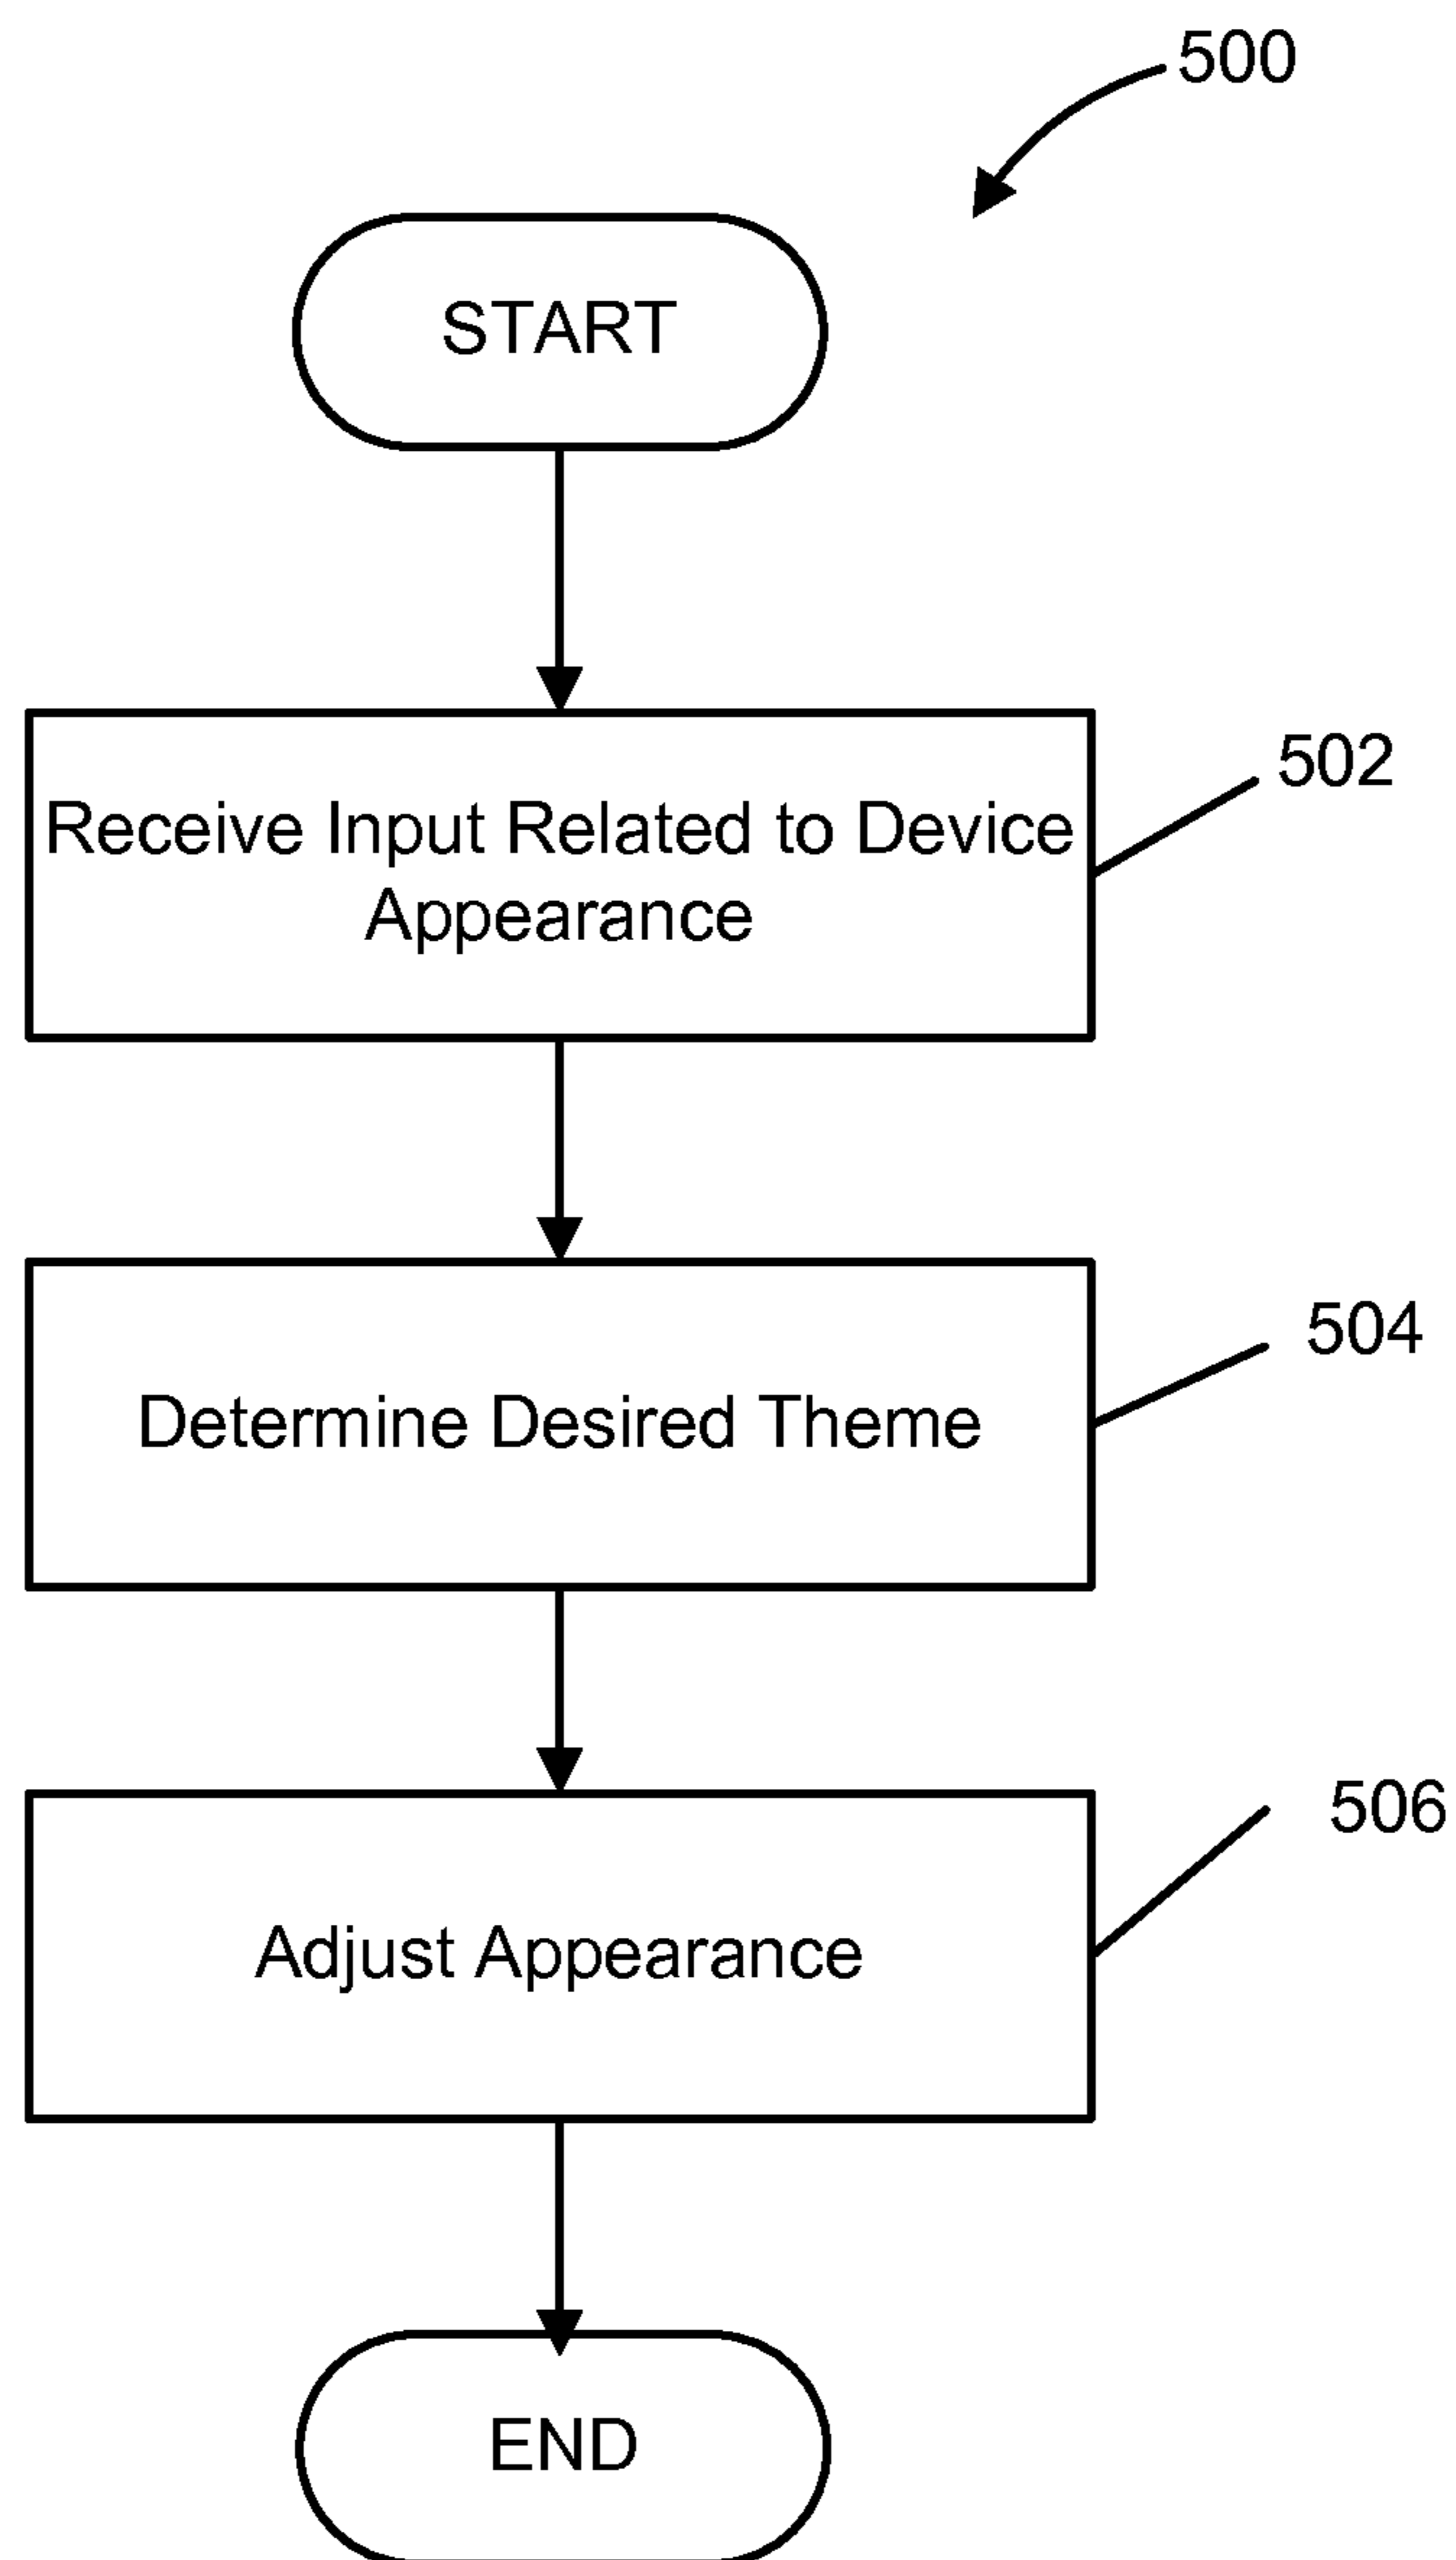 500
START
502
Receive Input Related to Device
Appearance
504
Determine Desired Theme
506
Adjust Appearance
END